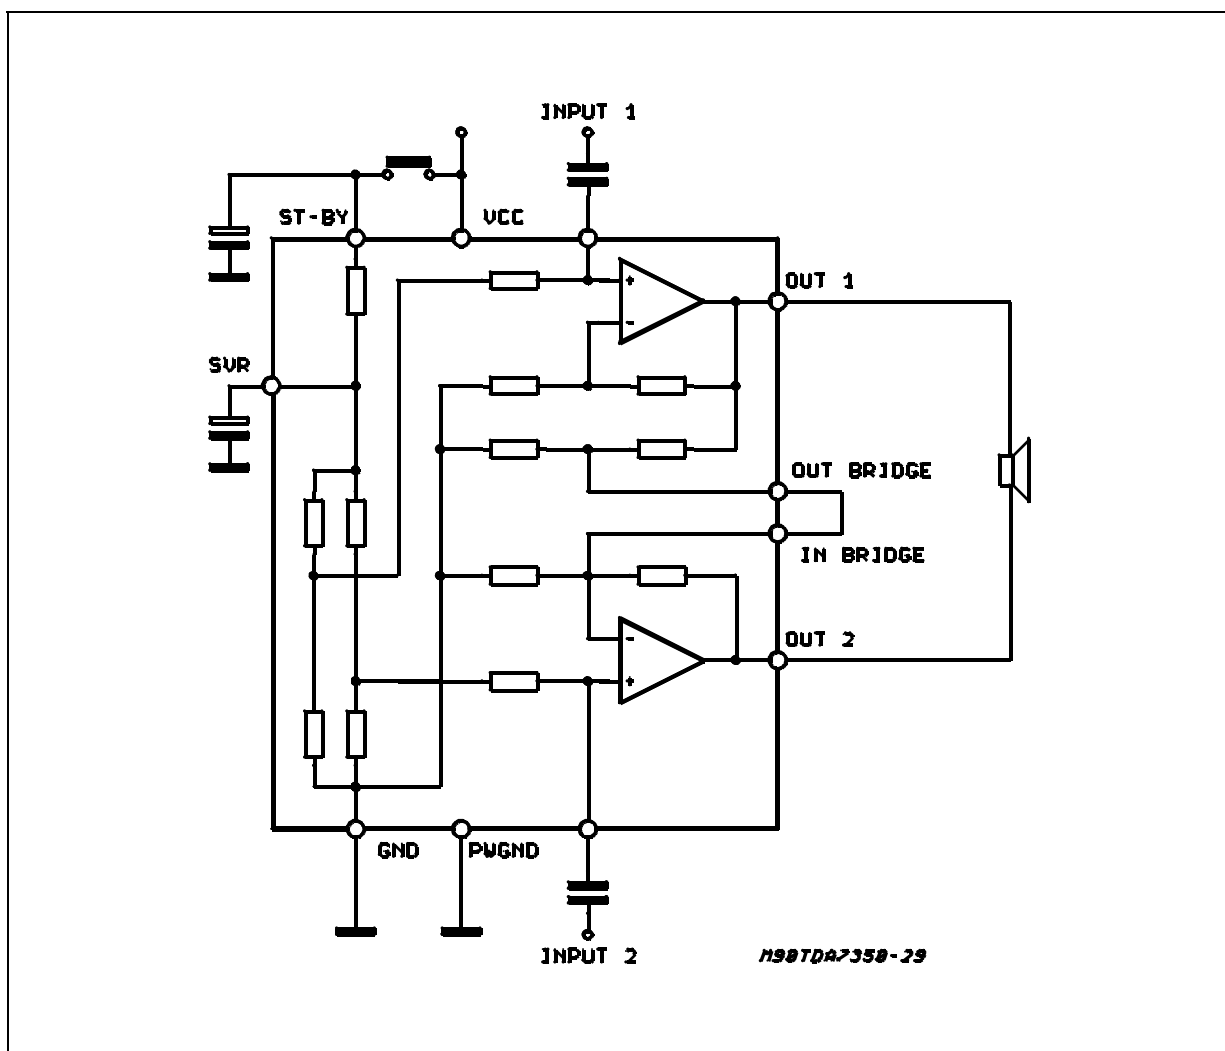 INPUT 1
ST-BY
VCC
+
-
OUT 1
SVR
OUT BRIDGE
IN BRIDGE
-
+
OUT 2
GND
PWGND
INPUT 2
M90TDA7350-29